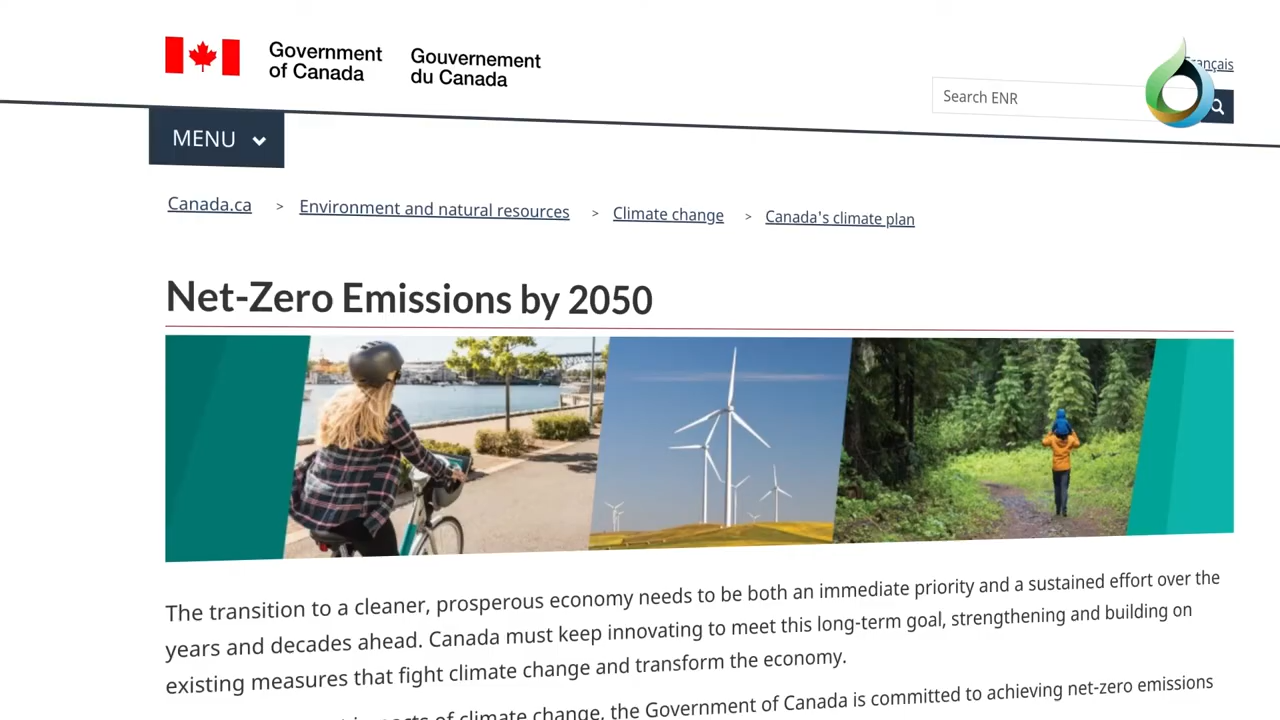 Government
of Canada
Gouvernement
du Canada
Search ENR
MENU
Canada.ca > Environment and natural resources > Climate change > Canada's climate plan
Net-Zero Emissions by 2050
The transition to a cleaner, prosperous economy needs to be both an immediate priority and a sustained effort over the
years and decades ahead. Canada must keep innovating to meet this long-term goal, strengthening and building on
existing measures that fight climate change and transform the economy.
of climate change, the Government of Canada is committed to achieving net-zero emissions